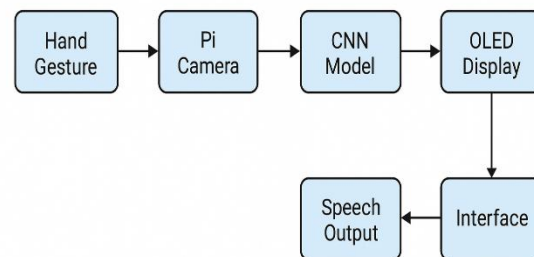 Hand
Gesture
Pi
Camera
CNN
Model
OLED
Display
Speech
Output
Interface